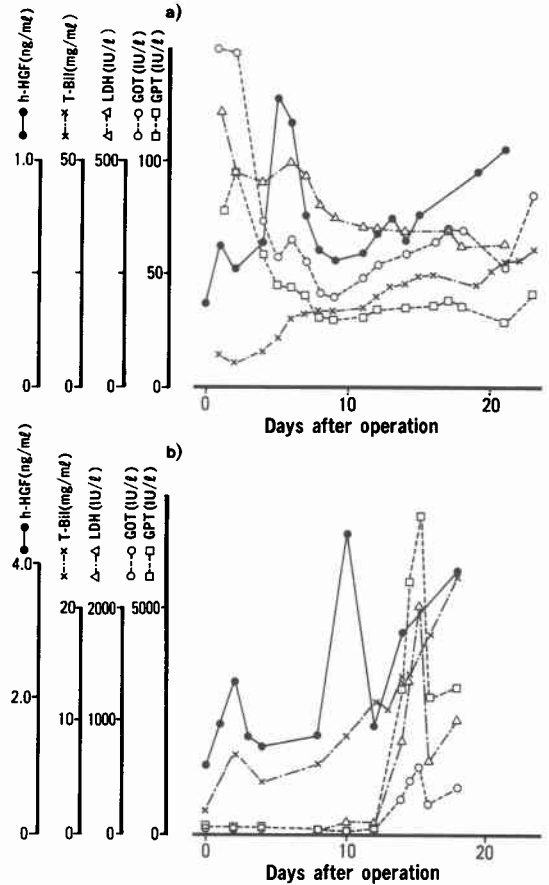 a)
h-HGF(ng/mℓ)
T-Bil(mg/mℓ)
LDH(IU/ℓ)
GOT(IU/ℓ)
GPT(IU/ℓ)
1.0
50
500
100
50
0
0
0
0
0
10
20
Days after operation
b)
h-HGF(ng/mℓ)
T-Bil(mg/mℓ)
LDH(IU/ℓ)
GOT(IU/ℓ)
GPT(IU/ℓ)
4.0
20
2000
5000
2.0
10
1000
0
0
0
0
0
10
20
Days after operation